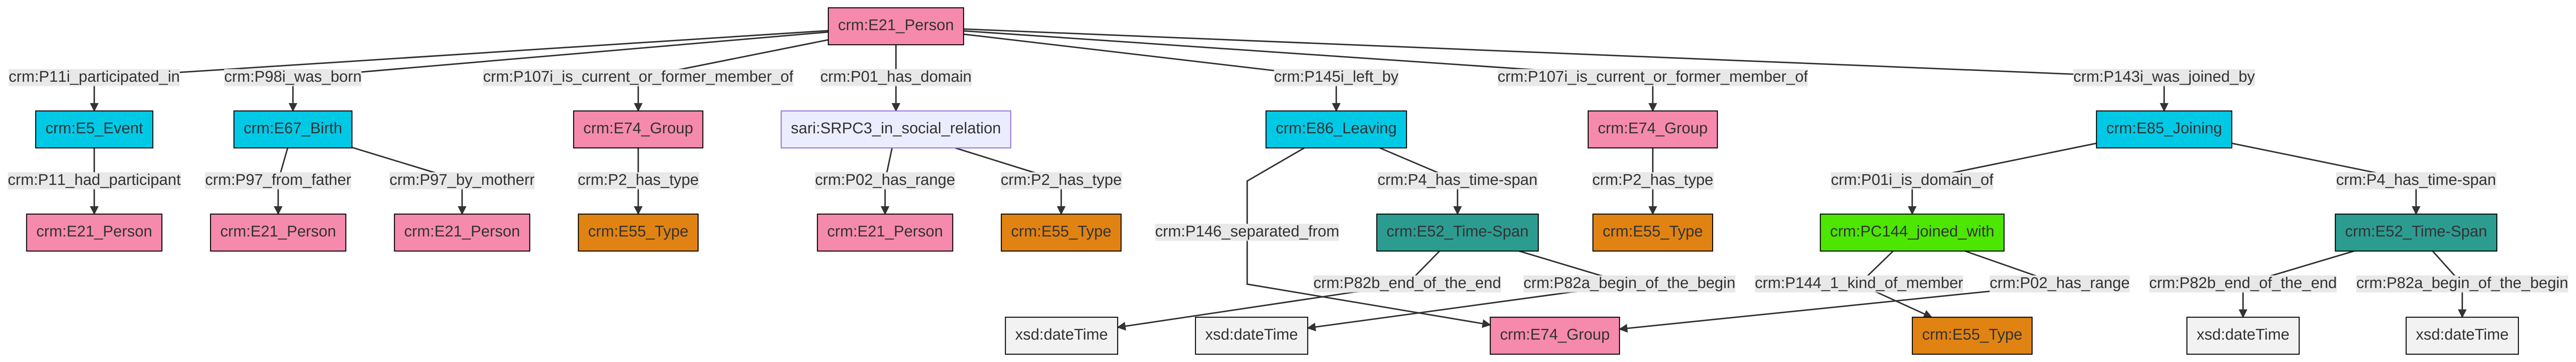 crm:E21_Person
crm:P11i_participated_in
crm:P98i_was_born
crm:P107i_is_current_or_former_member_of
crm:P01_has_domain
crm:P145i_left_by
crm:P107i_is_current_or_former_member_of
crm:P143i_was_joined_by
crm:E5_Event
crm:E67_Birth
crm:E74_Group
sari:SRPC3_in_social_relation
crm:E86_Leaving
crm:E74_Group
crm:E85_Joining
crm:P11_had_participant
crm:P97_from_father
crm:P97_by_motherr
crm:P2_has_type
crm:P02_has_range
crm:P2_has_type
crm:P4_has_time-span
crm:P2_has_type
crm:P01i_is_domain_of
crm:P4_has_time-span
crm:E21_Person
crm:E21_Person
crm:E21_Person
crm:E55_Type
crm:E21_Person
crm:E55_Type
crm:P146_separated_from
crm:E52_Time-Span
crm:E55_Type
crm:PC144_joined_with
crm:E52_Time-Span
crm:P82b_end_of_the_end
crm:P82a_begin_of_the_begin
crm:P144_1_kind_of_member
crm:P02_has_range
crm:P82b_end_of_the_end
crm:P82a_begin_of_the_begin
xsd:dateTime
xsd:dateTime
crm:E74_Group
crm:E55_Type
xsd:dateTime
xsd:dateTime